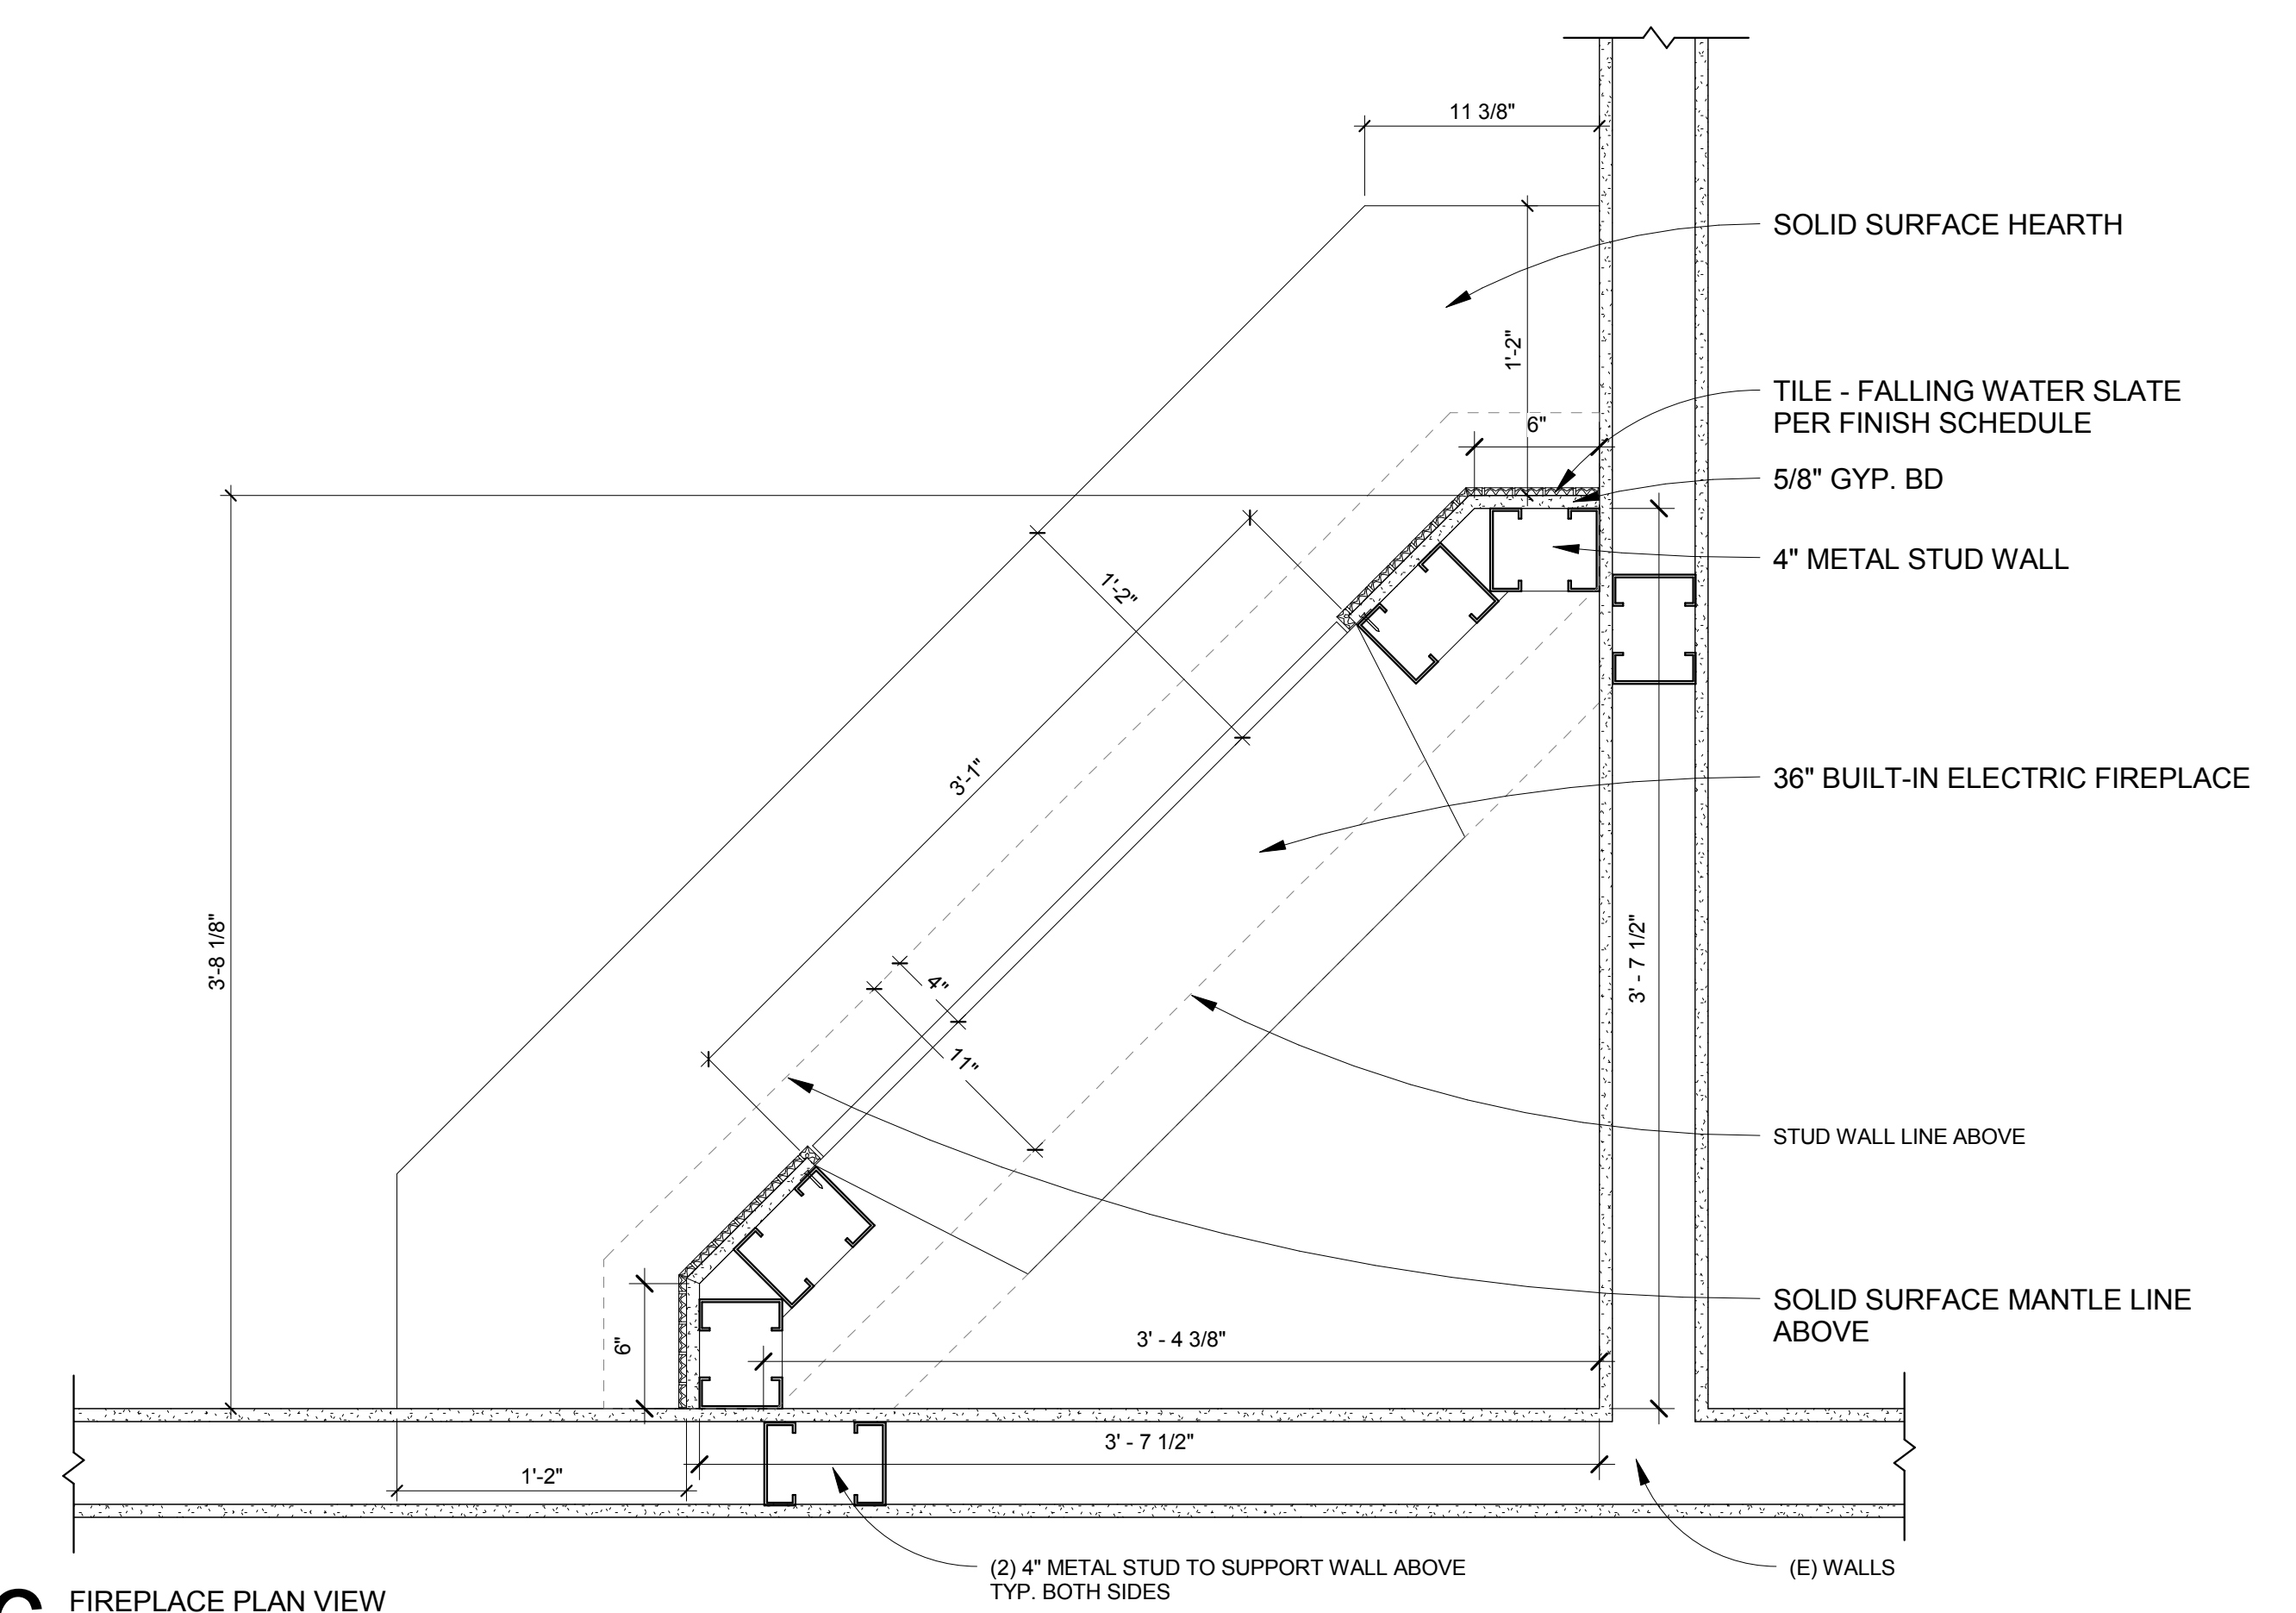 11 3/8"
SOLID SURFACE HEARTH
1'-2"
TILE - FALLING WATER SLATE
PER FINISH SCHEDULE
6"
5/8" GYP. BD
4" METAL STUD WALL
1'-2"
3'-1"
36" BUILT-IN ELECTRIC FIREPLACE
3'-8 1/8"
3' - 7 1/2"
4"
11"
STUD WALL LINE ABOVE
SOLID SURFACE MANTLE LINE
ABOVE
6"
3' - 4 3/8"
3' - 7 1/2"
1'-2"
(2) 4" METAL STUD TO SUPPORT WALL ABOVE
TYP. BOTH SIDES
(E) WALLS
FIREPLACE PLAN VIEW